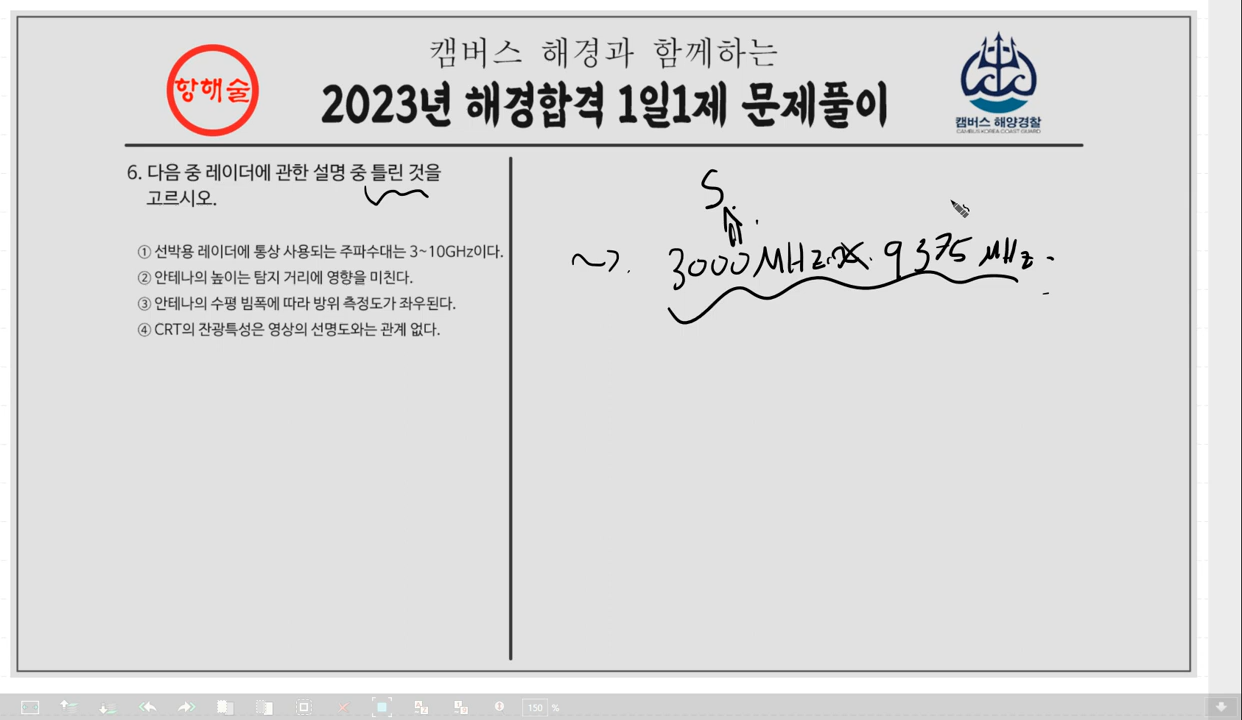 항해술
캠버스 해경과 함께하는
2023년 해경합격 1일1제 문제풀이
캠버스 해양경찰
CAMBUS KOREA COAST GUARD
6. 다음 중 레이더에 관한 설명 중 틀린 것을
고르시오.
① 선박용 레이더에 통상 사용되는 주파수대는 3~10GHz이다.
② 안테나의 높이는 탐지 거리에 영향을 미친다.
③ 안테나의 수평 빔폭에 따라 방위 측정도가 좌우된다.
④ CRT의 잔광특성은 영상의 선명도와는 관계 없다.
S
3000MHz 9375MHz
150 %